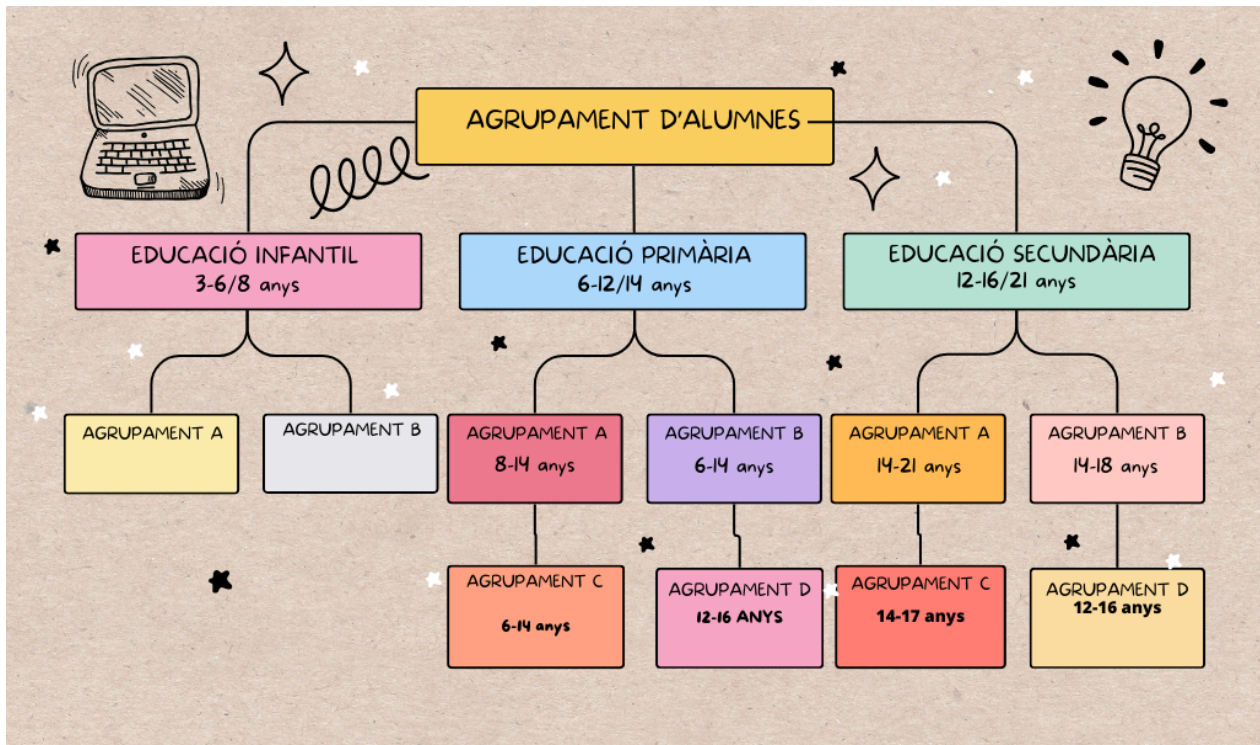 AGRUPAMENT D'ALUMNES
EDUCACIÓ INFANTIL
3-6/8 anys
EDUCACIÓ PRIMÀRIA
6-12/14 anys
EDUCACIÓ SECUNDÀRIA
12-16/21 anys
AGRUPAMENT A
AGRUPAMENT B
AGRUPAMENT A
8-14 anys
AGRUPAMENT B
6-14 anys
AGRUPAMENT A
14-21 anys
AGRUPAMENT B
14-18 anys
AGRUPAMENT C
6-14 anys
AGRUPAMENT D
12-16 ANYS
AGRUPAMENT C
14-17 anys
AGRUPAMENT D
12-16 anys